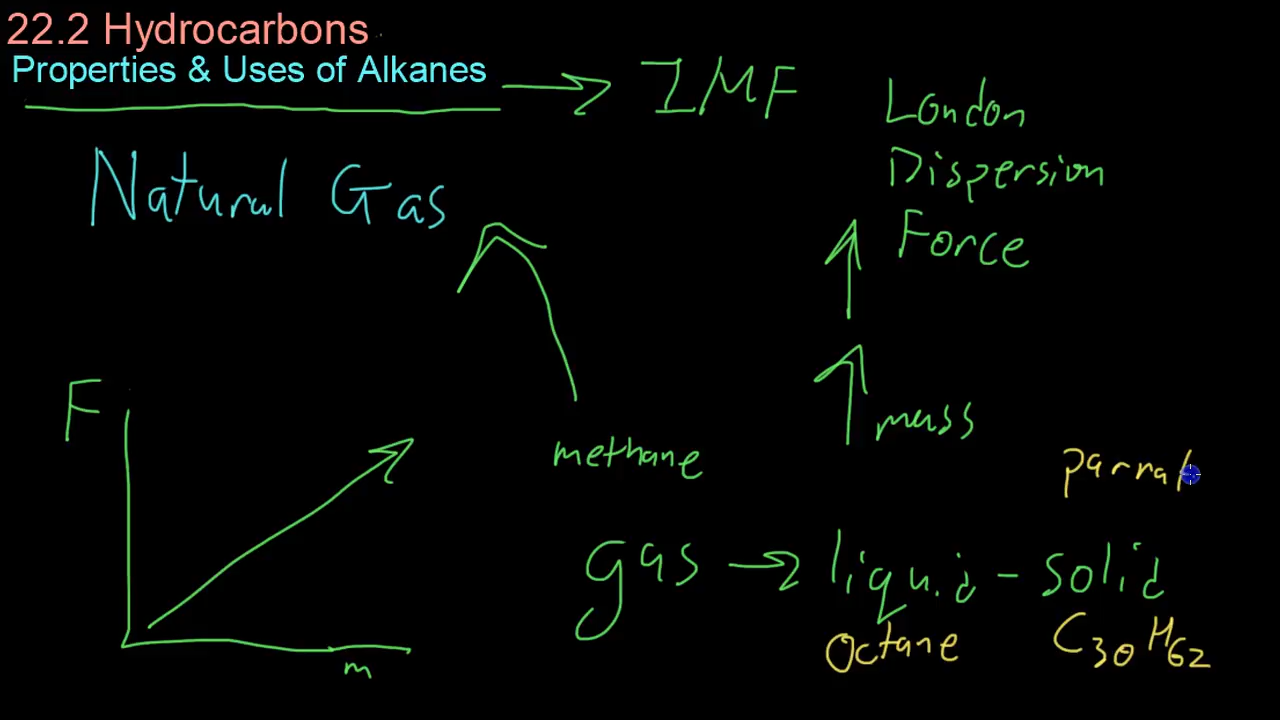 22.2 Hydrocarbons
Properties & Uses of Alkanes
IMF
London
Dispersion
Force
Natural Gas
F
m
mass
methane
parraf
gas → liquid - solid
Octane
C₃₀H₆₂